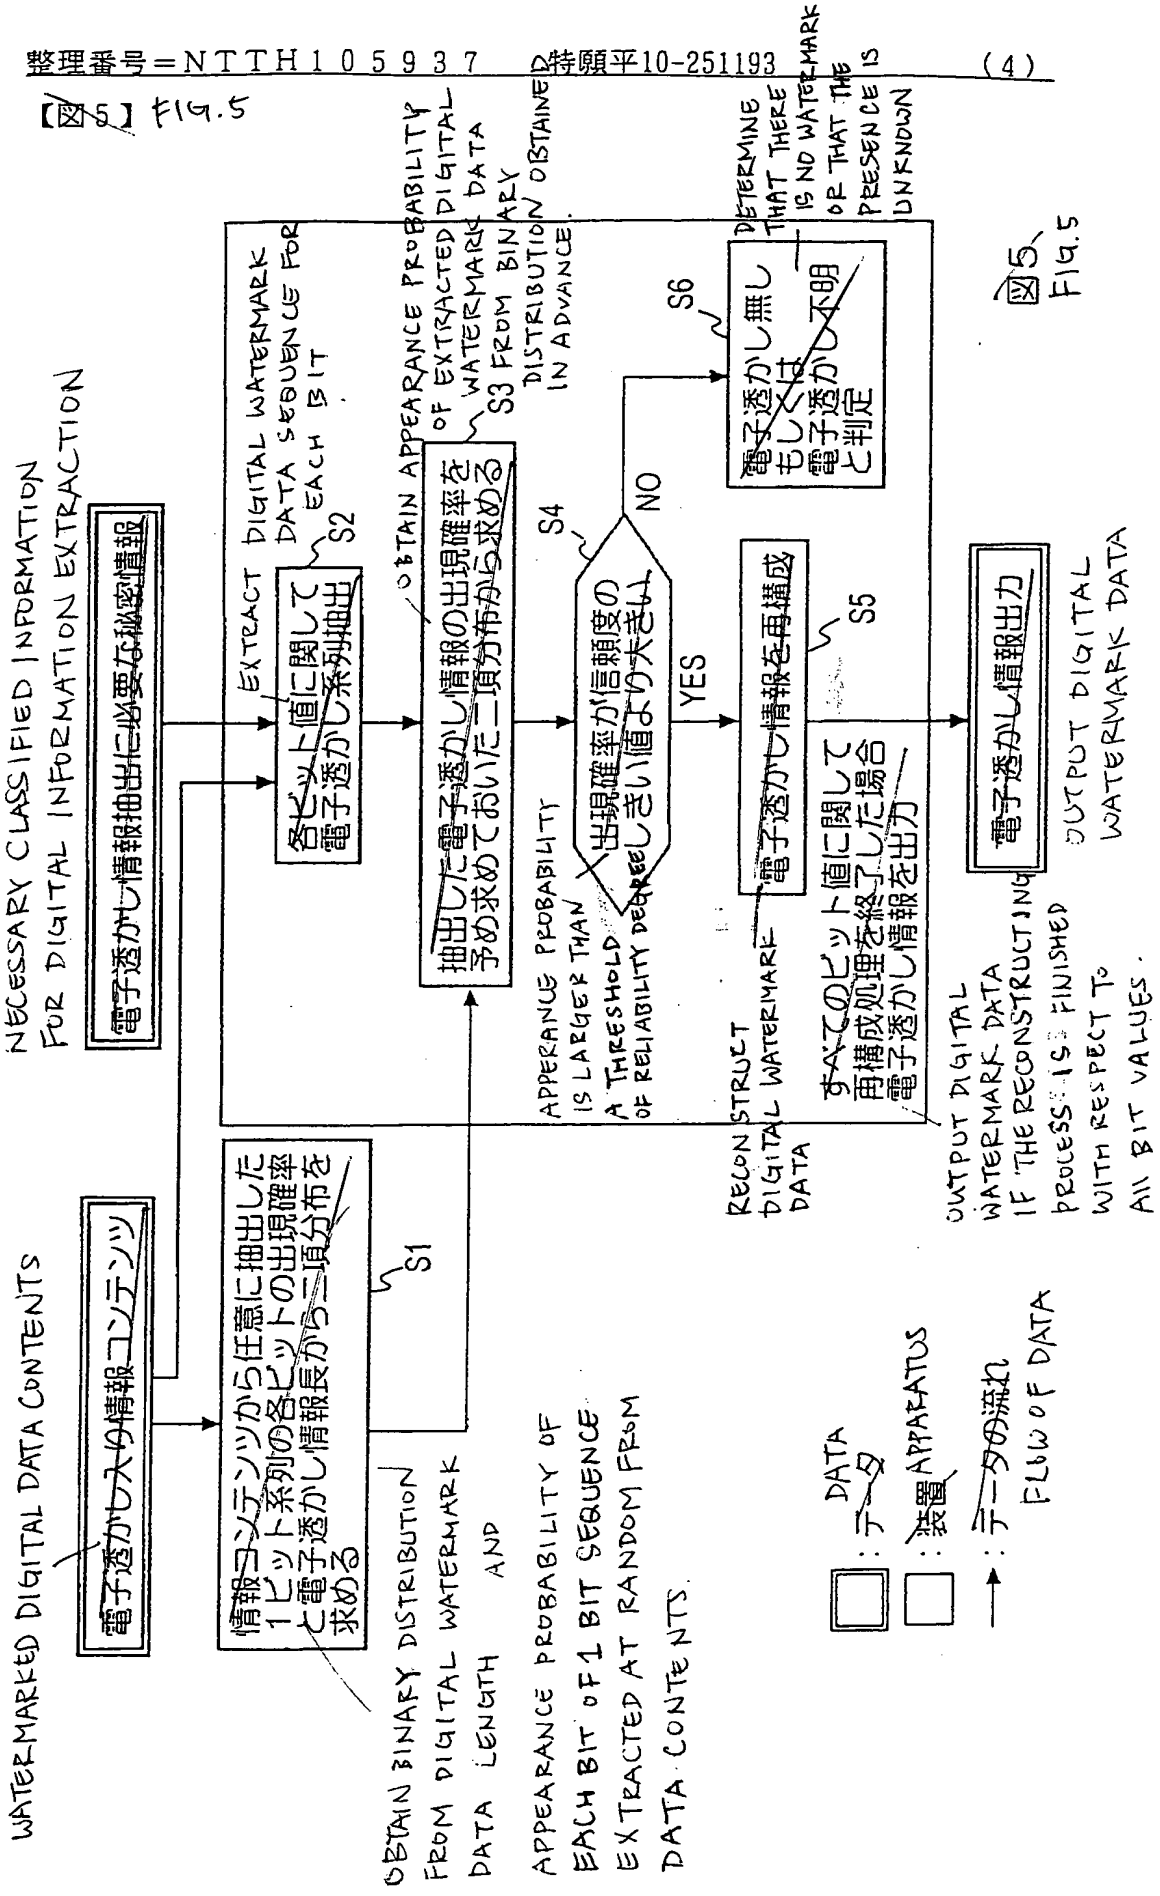 整理番号＝NTTH105937 特願平10-251193 (4)
【図5】 FIG.5
WATERMARKED DIGITAL DATA CONTENTS
電子透かし入り情報コンテンツ
NECESSARY CLASSIFIED INFORMATION
FOR DIGITAL INFORMATION EXTRACTION
電子透かし情報抽出に必要な秘密情報
情報コンテンツから任意に抽出した
1ビット系列の各ビットの出現確率
と電子透かし情報長から二項分布を
求める
S1
OBTAIN BINARY DISTRIBUTION
FROM DIGITAL WATERMARK
DATA LENGTH AND
APPEARANCE PROBABILITY OF
EACH BIT OF 1 BIT SEQUENCE
EXTRACTED AT RANDOM FROM
DATA CONTENTS.
EXTRACT DIGITAL WATERMARK
DATA SEQUENCE FOR
EACH BIT
S2
各ビット値に関して
電子透かし系列抽出
OBTAIN APPEARANCE PROBABILITY
OF EXTRACTED DIGITAL
WATERMARK DATA
S3 FROM BINARY
DISTRIBUTION OBTAINED
IN ADVANCE.
抽出した電子透かし情報の出現確率を
予め求めておいた二項分布から求める
S4
出現確率が信頼度の
しきい値より大きい
APPERANCE PROBABILITY
IS LARGER THAN
A THRESHOLD
OF RELIABILITY DEGREE
NO
YES
S6
電子透かし無し
もしくは
電子透かし不明
と判定
DETERMINE
THAT THERE
IS NO WATERMARK
OR THAT THE
PRESENCE IS
UNKNOWN
電子透かし情報を再構成
S5
RECONSTRUCT
DIGITAL WATERMARK
DATA
すべてのビット値に関して
再構成処理を終了した場合
電子透かし情報を出力
OUTPUT DIGITAL
WATERMARK DATA
IF THE RECONSTRUCTING
PROCESS IS FINISHED
WITH RESPECT TO
All BIT VALUES.
電子透かし情報出力
OUTPUT DIGITAL
WATERMARK DATA
DATA
：データ
：装置 APPARATUS
：データの流れ
FLOW OF DATA
図5
FIG.5